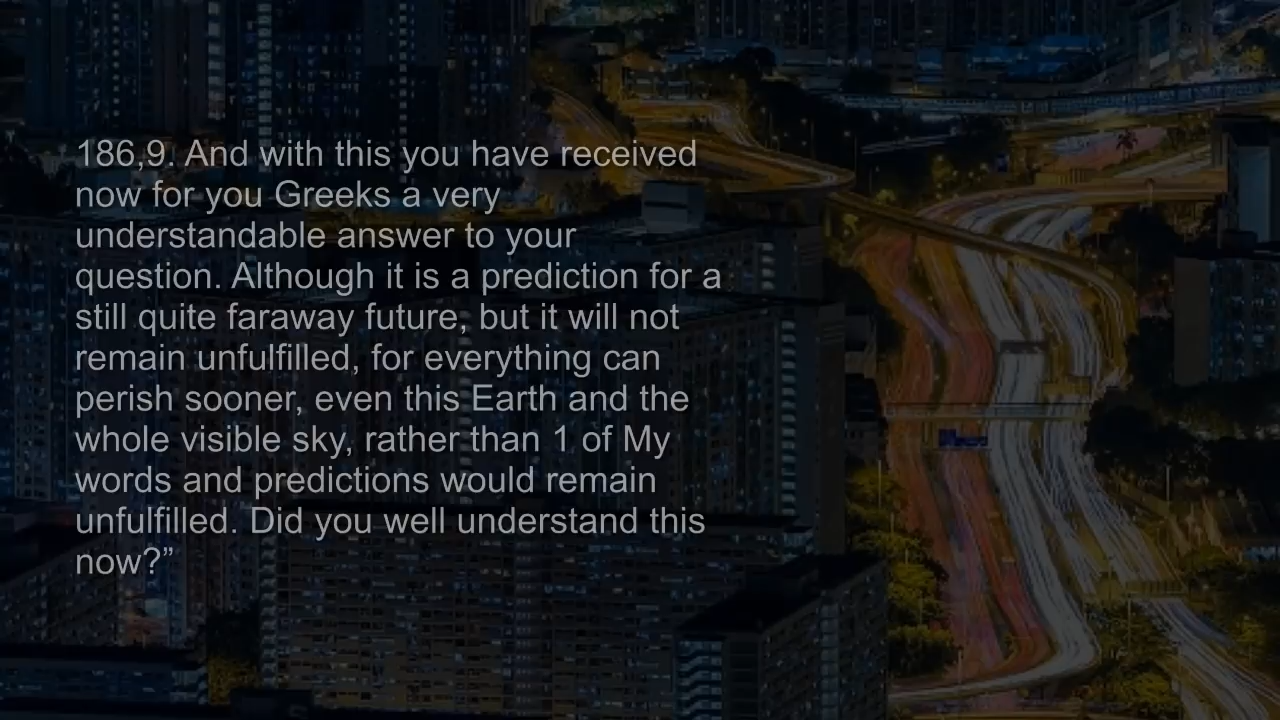 186,9. And with this you have received
now for you Greeks a very
understandable answer to your
question. Although it is a prediction for a
still quite faraway future, but it will not
remain unfulfilled, for everything can
perish sooner, even this Earth and the
whole visible sky, rather than 1 of My
words and predictions would remain
unfulfilled. Did you well understand this
now?”